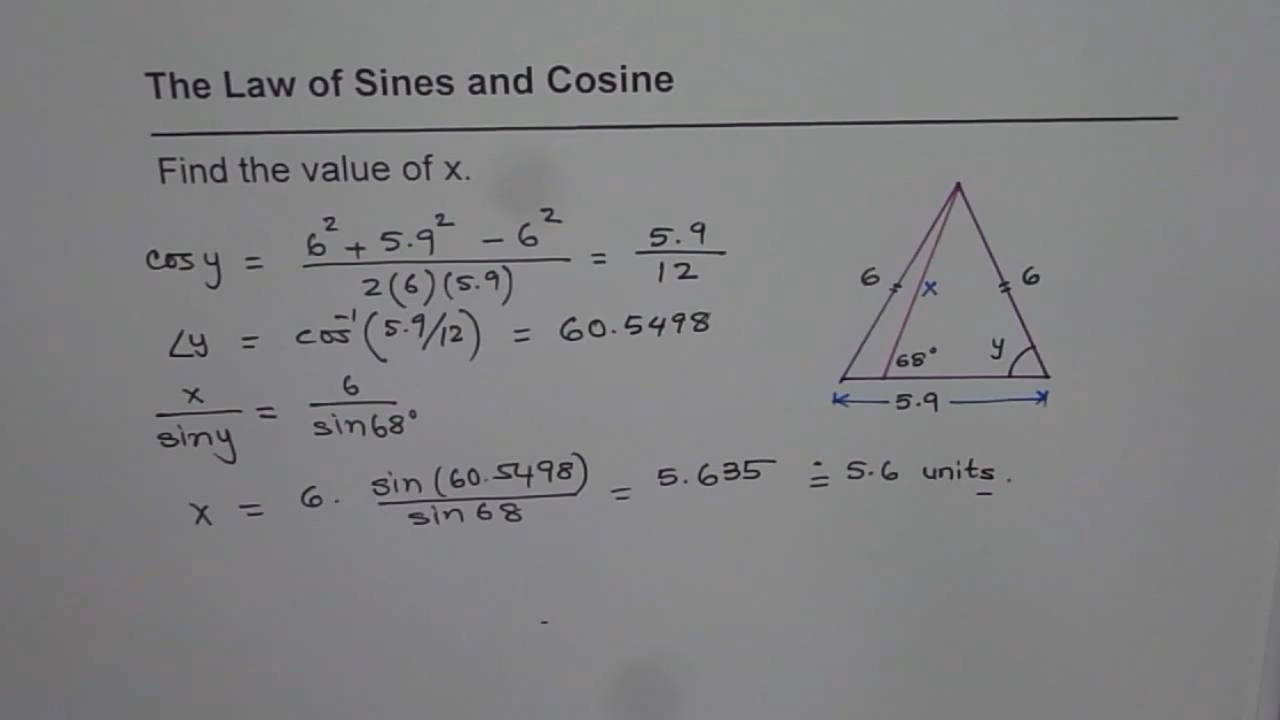 The Law of Sines and Cosine
Find the value of x.
cos y = (6² + 5.9² - 6²) / (2(6)(5.9)) = 5.9 / 12
∠y = cos⁻¹(5.9/12) = 60.5498
x / sin y = 6 / sin 68°
x = 6 · sin(60.5498) / sin 68 = 5.635 ≐ 5.6 units.
6
x
6
68°
y
5.9